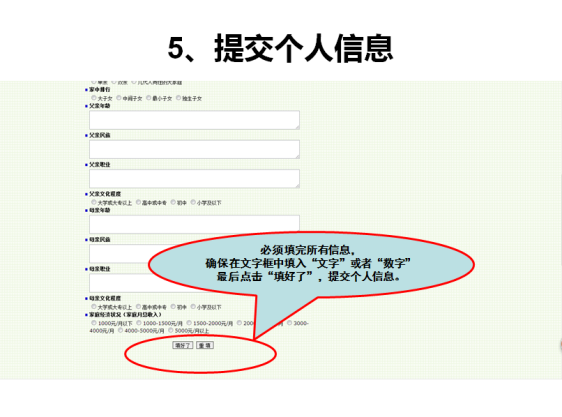 5、提交个人信息
家中排行
长子女 中间子女 最小子女 独生子女
父亲年龄
父亲民族
父亲职业
父亲文化程度
大学或大专以上 高中或中专 初中 小学及以下
母亲年龄
母亲民族
母亲职业
必须填完所有信息，
确保在文字框中填入“文字”或者“数字”
最后点击“填好了”，提交个人信息。
母亲文化程度
大学或大专以上 高中或中专 初中 小学及以下
家庭经济状况（家庭月总收入）
1000元/月以下 1000-1500元/月 1500-2000元/月 3000-
4000元/月 4000-5000元/月 5000元/月以上
填好了 重 填